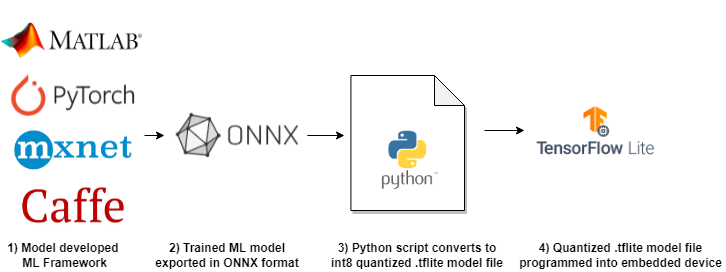 MATLAB®
PyTorch
mxnet
Caffe
ONNX
python™
TensorFlow Lite
1) Model developed
ML Framework
2) Trained ML model
exported in ONNX format
3) Python script converts to
int8 quantized .tflite model file
4) Quantized .tflite model file
programmed into embedded device